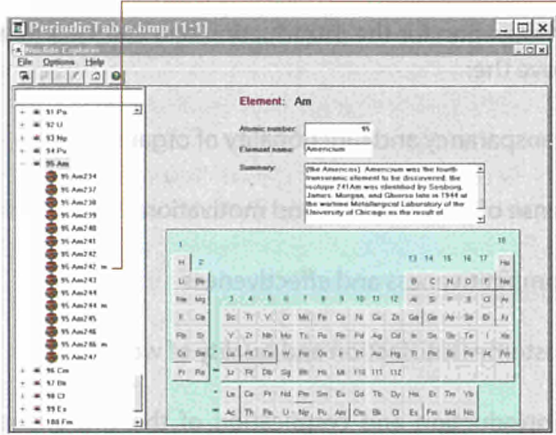 PeriodicTable.bmp [1:1]
Nuclide Explorer
File Options Help
91 Pa
92 U
93 Np
94 Pu
95 Am
95 Am234
95 Am237
95 Am238
95 Am239
95 Am240
95 Am241
95 Am242
95 Am242 m
95 Am243
95 Am244
95 Am244 m
95 Am245
95 Am246
95 Am246 m
95 Am247
96 Cm
97 Bk
98 Cf
99 Es
100 Fm
Element: Am
Atomic number: 95
Element name: Americium
Summary: (the Americas). Americium was the fourth
transuranic element to be discovered; the
isotope 241Am was identified by Seaborg,
James, Morgan, and Ghiorso late in 1944 at
the wartime Metallurgical Laboratory of the
University of Chicago as the result of
1 18
2 13 14 15 16 17
H He
Li Be B C N O F Ne
Na Mg 3 4 5 6 7 8 9 10 11 12 Al Si P S Cl Ar
K Ca Sc Ti V Cr Mn Fe Co Ni Cu Zn Ga Ge As Se Br Kr
Rb Sr Y Zr Nb Mo Tc Ru Rh Pd Ag Cd In Sn Sb Te I Xe
Cs Ba Lu Hf Ta W Re Os Ir Pt Au Hg Tl Pb Bi Po At Rn
Fr Ra Lr Rf Db Sg Bh Hs Mt 110 111 112
La Ce Pr Nd Pm Sm Eu Gd Tb Dy Ho Er Tm Yb
Ac Th Pa U Np Pu Am Cm Bk Cf Es Fm Md No